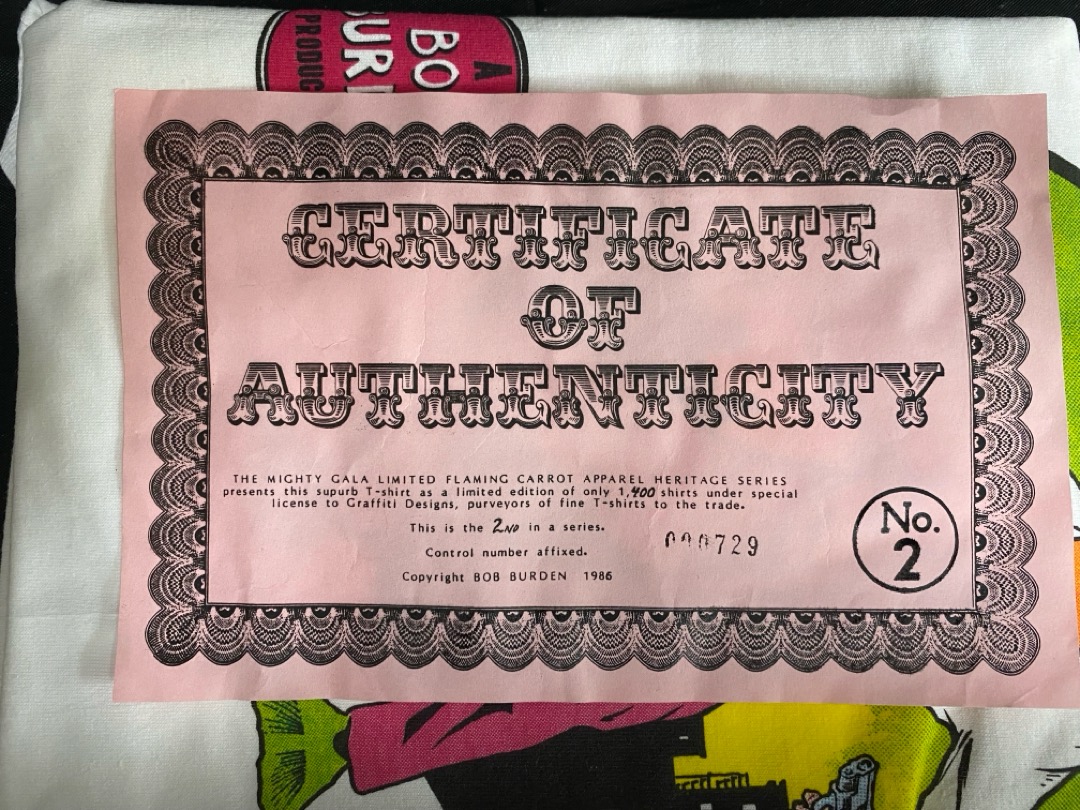 A
BO
BUR
PRODUC
CERTIFICATE
OF
AUTHENTICITY
THE MIGHTY GALA LIMITED FLAMING CARROT APPAREL HERITAGE SERIES
presents this supurb T-shirt as a limited edition of only 1,400 shirts under special
license to Graffiti Designs, purveyors of fine T-shirts to the trade.
This is the 2ND in a series.
Control number affixed.
000729
Copyright BOB BURDEN 1986
No.
2